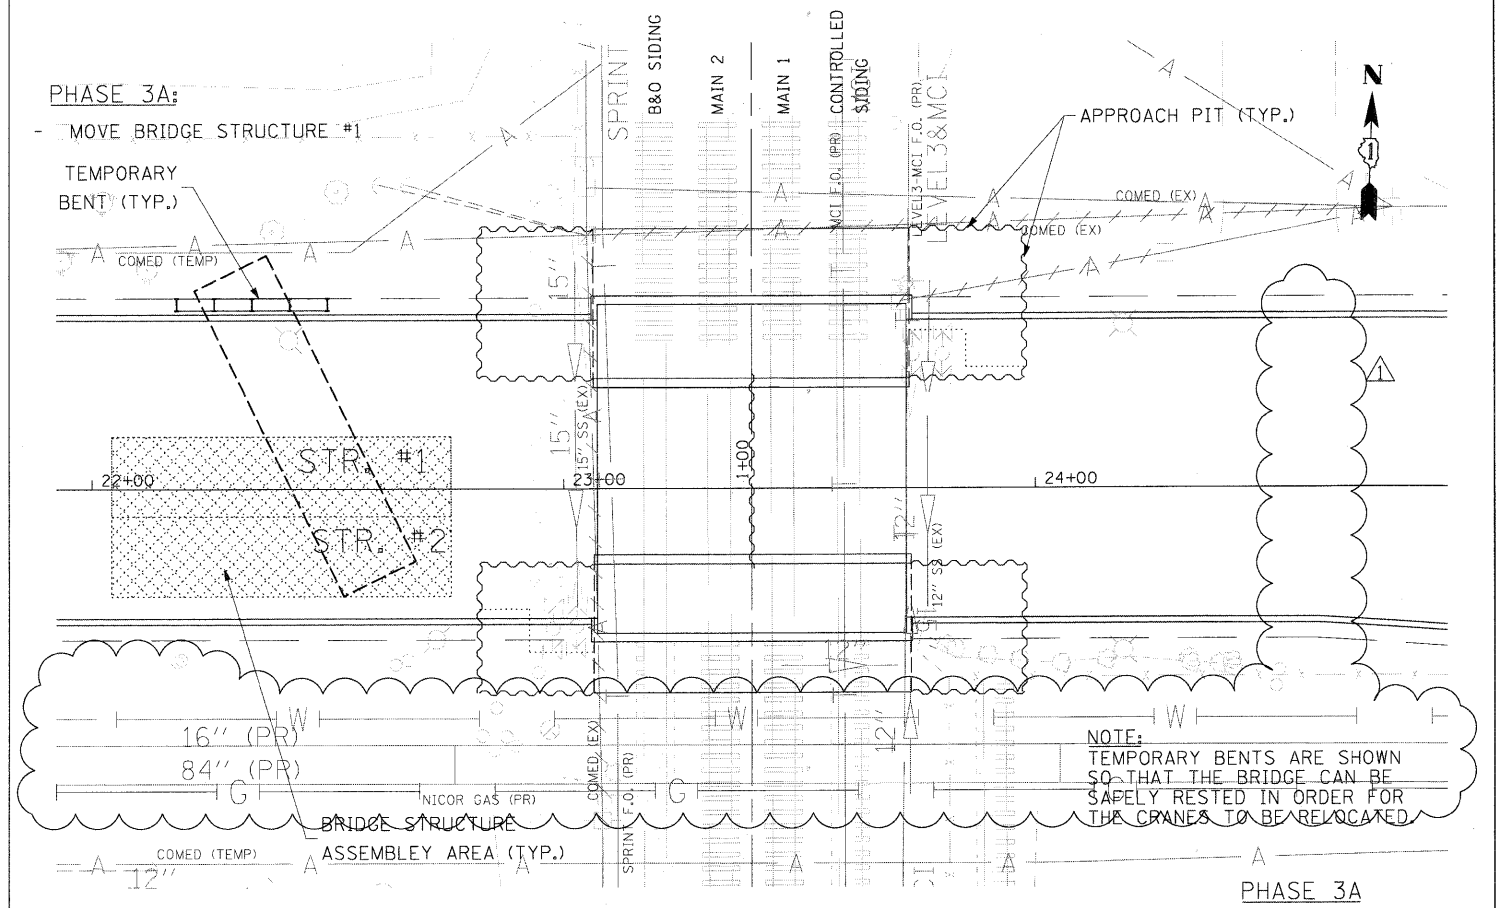 PHASE 3A:
- MOVE BRIDGE STRUCTURE #1
TEMPORARY
BENT (TYP.)
SPRINT
B&O SIDING
MAIN 2
MAIN 1
CONTROLLED
SIDING
MCI F.O. (PR)
LEVEL3-MCI F.O. (PR)
LEVEL3&MCI
APPROACH PIT (TYP.)
N
1
A
A
A
A
COMED (EX)
A
COMED (EX)
A
A
A
A
A
COMED (TEMP)
15''
15''
15'' SS (EX)
1
STR. #1
22+00
23+00
1+00
24+00
STR. #2
12''
12'' SS (EX)
12''
W
W
W
16'' (PR)
84'' (PR)
12''
COMED (EX)
SPRINT F.O. (PR)
G
G
NICOR GAS (PR)
NOTE:
TEMPORARY BENTS ARE SHOWN
SO THAT THE BRIDGE CAN BE
SAFELY RESTED IN ORDER FOR
THE CRANES TO BE RELOCATED.
BRIDGE STRUCTURE
ASSEMBLEY AREA (TYP.)
A
COMED (TEMP)
A
A
A
A
A
12''
PHASE 3A